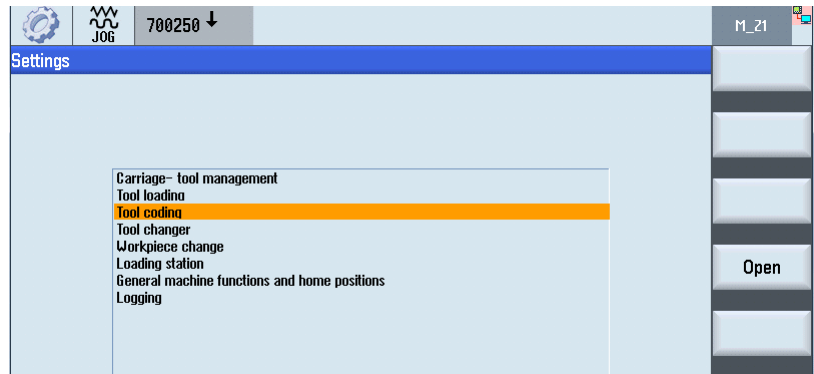 JOG
700250
M_Z1
Settings
Carriage- tool management
Tool loading
Tool coding
Tool changer
Workpiece change
Loading station
General machine functions and home positions
Logging
Open